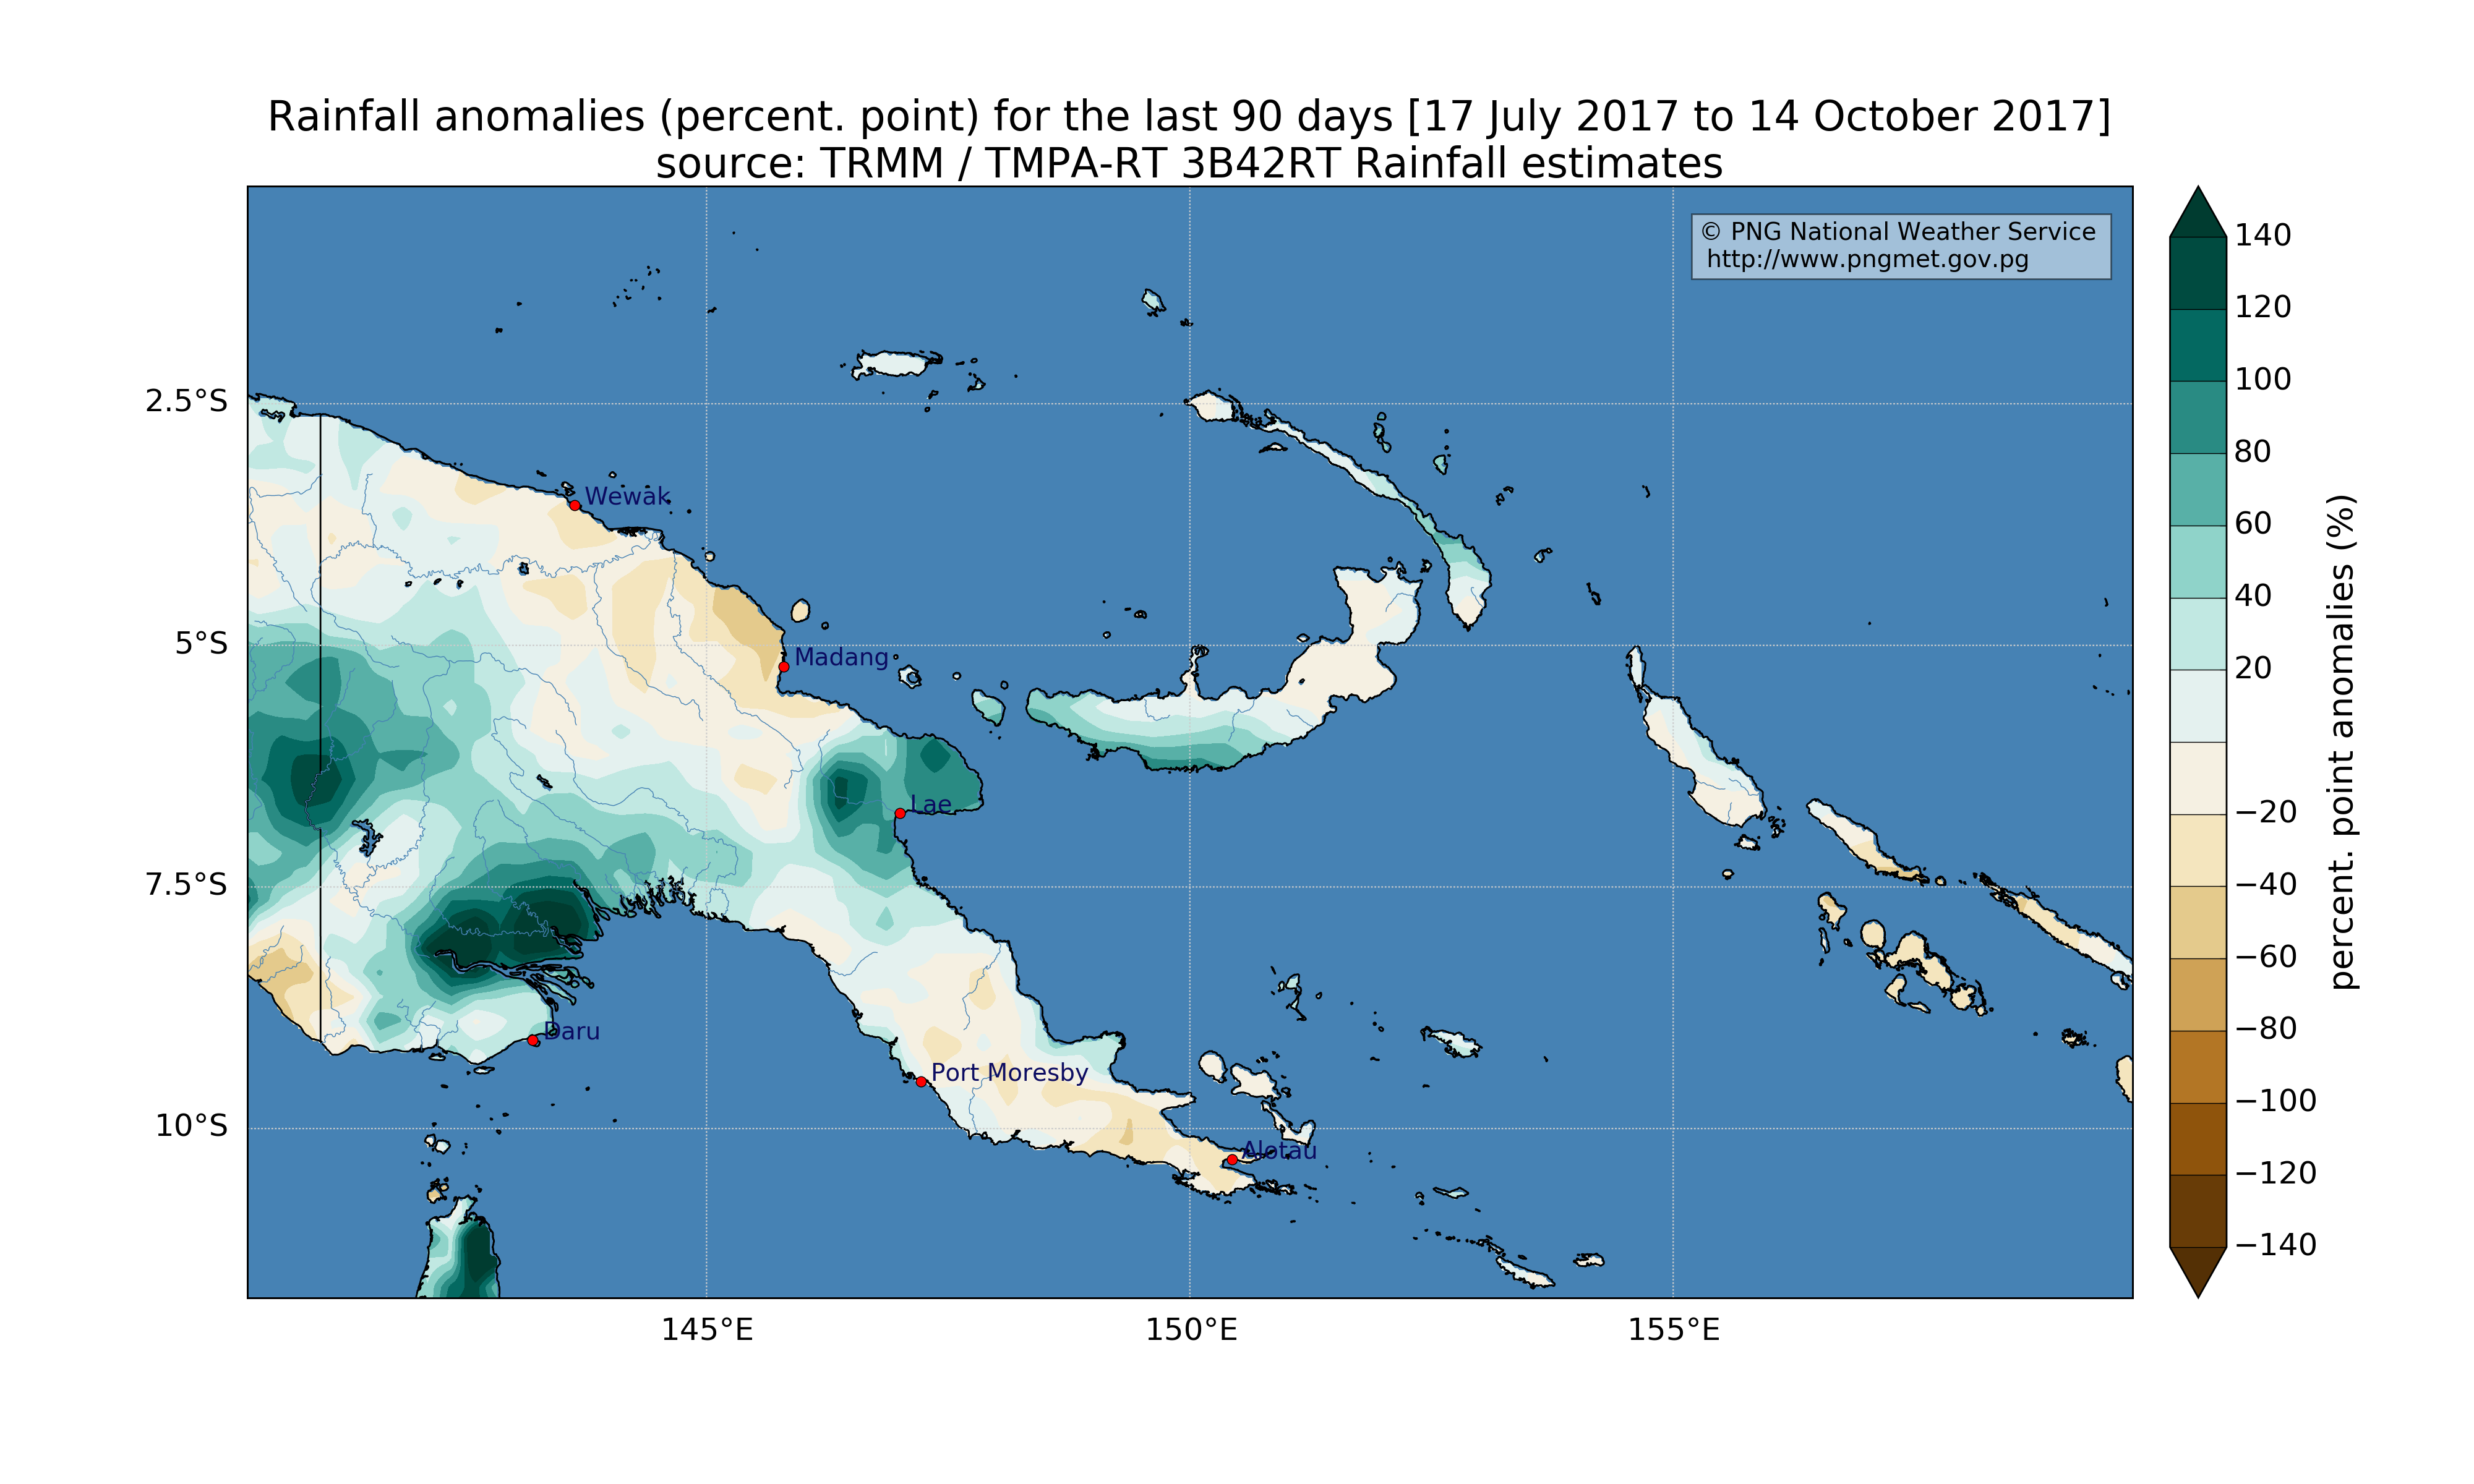 Rainfall anomalies (percent. point) for the last 90 days [17 July 2017 to 14 October 2017]
source: TRMM / TMPA-RT 3B42RT Rainfall estimates
© PNG National Weather Service
http://www.pngmet.gov.pg
2.5°S
5°S
7.5°S
10°S
Wewak
Madang
Lae
Daru
Port Moresby
Alotau
145°E
150°E
155°E
140
120
100
80
60
40
20
−20
−40
−60
−80
−100
−120
−140
percent. point anomalies (%)